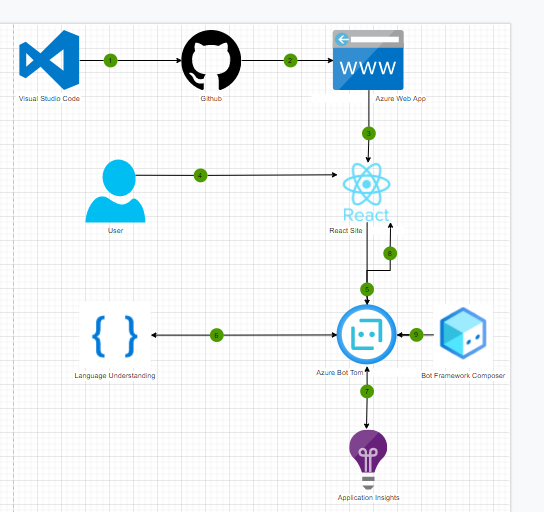 1
2
WWW
Visual Studio Code
Github
Azure Web App
3
4
React
User
React Site
8
5
6
9
Language Understanding
Azure Bot Tom
Bot Framework Composer
7
Application Insights